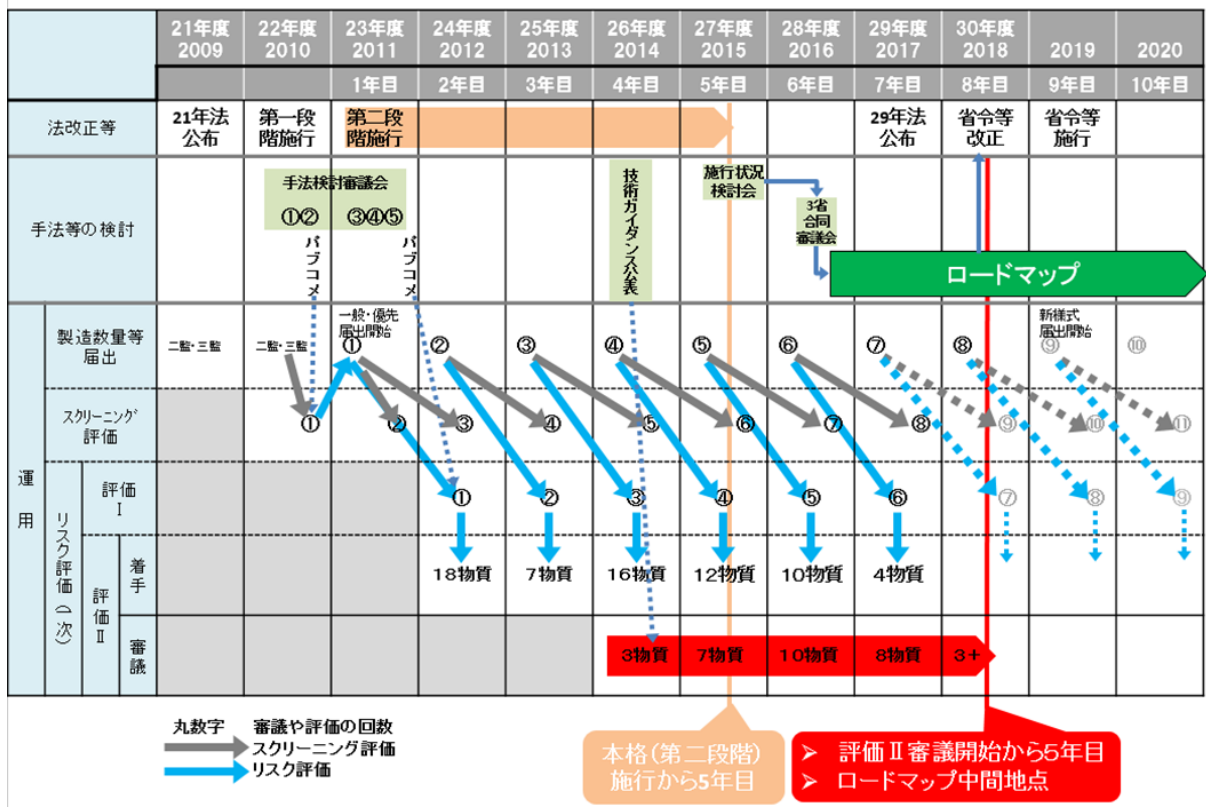 21年度 22年度 23年度 24年度 25年度 26年度 27年度 28年度 29年度 30年度
2009 2010 2011 2012 2013 2014 2015 2016 2017 2018 2019 2020
1年目 2年目 3年目 4年目 5年目 6年目 7年目 8年目 9年目 10年目
法改正等
21年法
公布
第一段
階施行
第二段
階施行
29年法
公布
省令等
改正
省令等
施行
手法等の検討
手法検討審議会
①② ③④⑤
パブコメ
パブコメ
技術ガイダンス公表
施行状況
検討会
3省
合同
審議会
ロードマップ
運用
製造数量等
届出
二監・三監
二監・三監
一般・優先
届出開始
① ② ③ ④ ⑤ ⑥ ⑦ ⑧
新様式
届出開始
⑨ ⑩
スクリーニング
評価
① ② ③ ④ ⑤ ⑥ ⑦ ⑧ ⑨ ⑩ ⑪
リスク評価(一次)
評価
Ⅰ
① ② ③ ④ ⑤ ⑥ ⑦ ⑧ ⑨
評価Ⅱ
着手
18物質 7物質 16物質 12物質 10物質 4物質
審議
3物質 7物質 10物質 8物質 3+
丸数字 審議や評価の回数
スクリーニング評価
リスク評価
本格(第二段階)
施行から5年目
➢ 評価Ⅱ審議開始から5年目
➢ ロードマップ中間地点